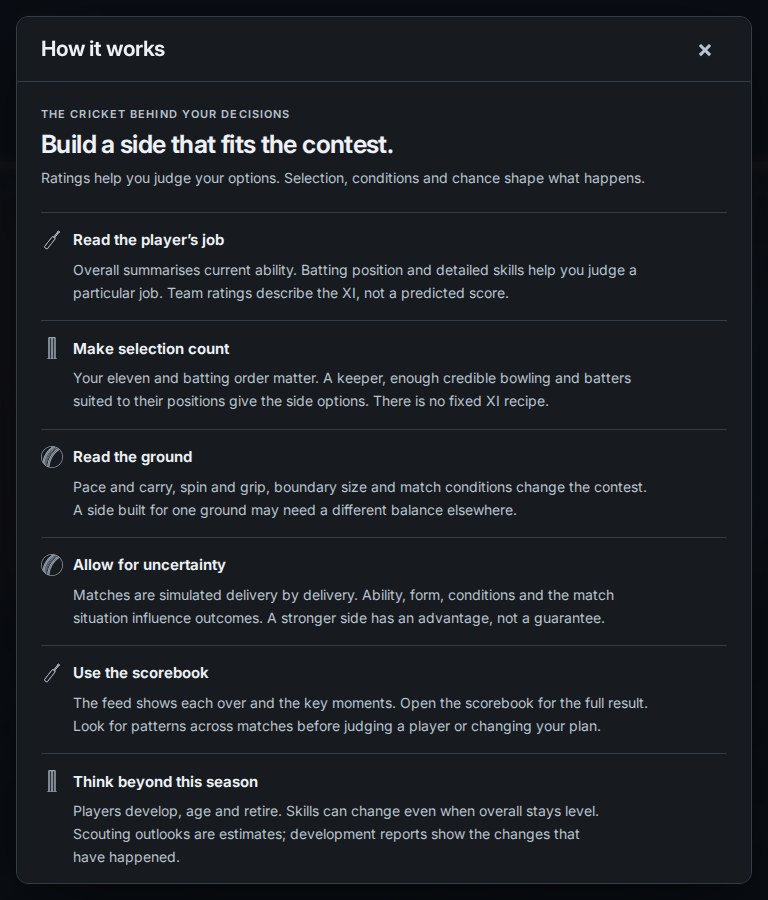 How it works
×
THE CRICKET BEHIND YOUR DECISIONS
Build a side that fits the contest.
Ratings help you judge your options. Selection, conditions and chance shape what happens.
Read the player’s job
Overall summarises current ability. Batting position and detailed skills help you judge a
particular job. Team ratings describe the XI, not a predicted score.
Make selection count
Your eleven and batting order matter. A keeper, enough credible bowling and batters
suited to their positions give the side options. There is no fixed XI recipe.
Read the ground
Pace and carry, spin and grip, boundary size and match conditions change the contest.
A side built for one ground may need a different balance elsewhere.
Allow for uncertainty
Matches are simulated delivery by delivery. Ability, form, conditions and the match
situation influence outcomes. A stronger side has an advantage, not a guarantee.
Use the scorebook
The feed shows each over and the key moments. Open the scorebook for the full result.
Look for patterns across matches before judging a player or changing your plan.
Think beyond this season
Players develop, age and retire. Skills can change even when overall stays level.
Scouting outlooks are estimates; development reports show the changes that
have happened.